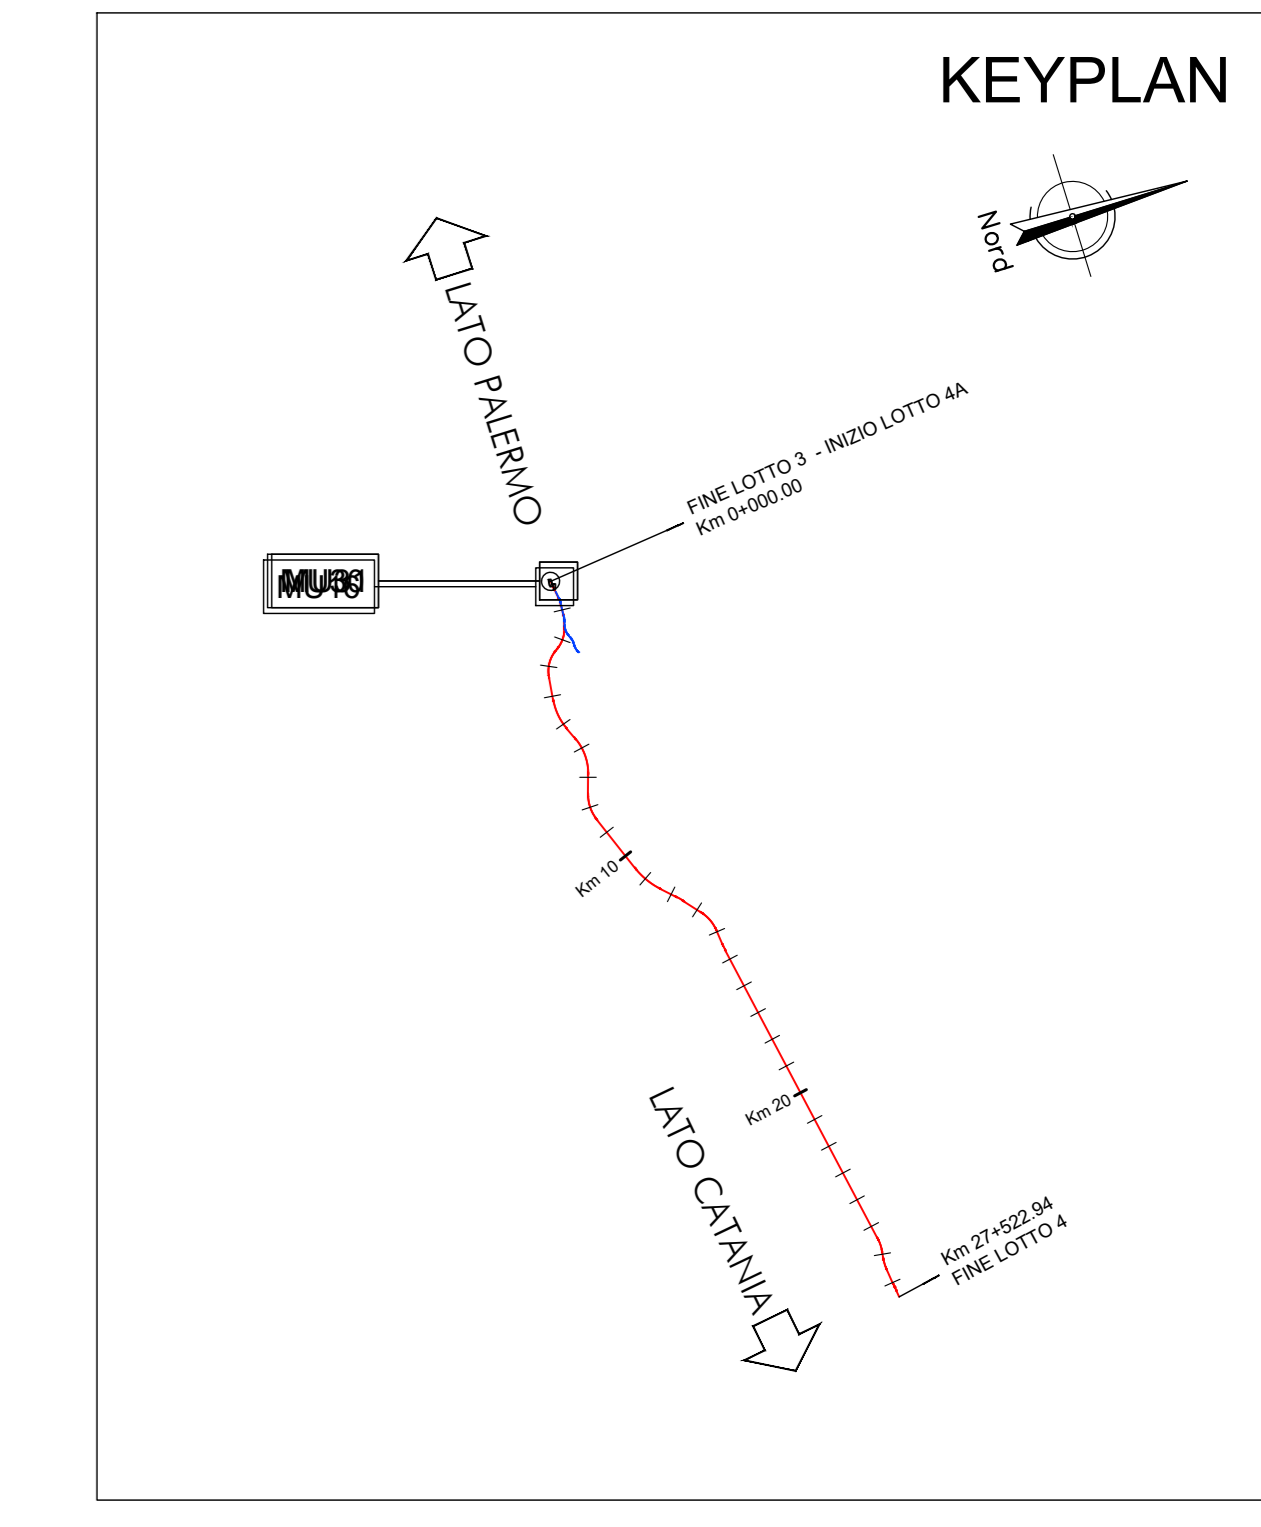 KEYPLAN
Nord
LATO PALERMO
FINE LOTTO 3 - INIZIO LOTTO 4A
Km 0+000.00
Km 10
Km 20
LATO CATANIA
Km 27+522.94
FINE LOTTO 4